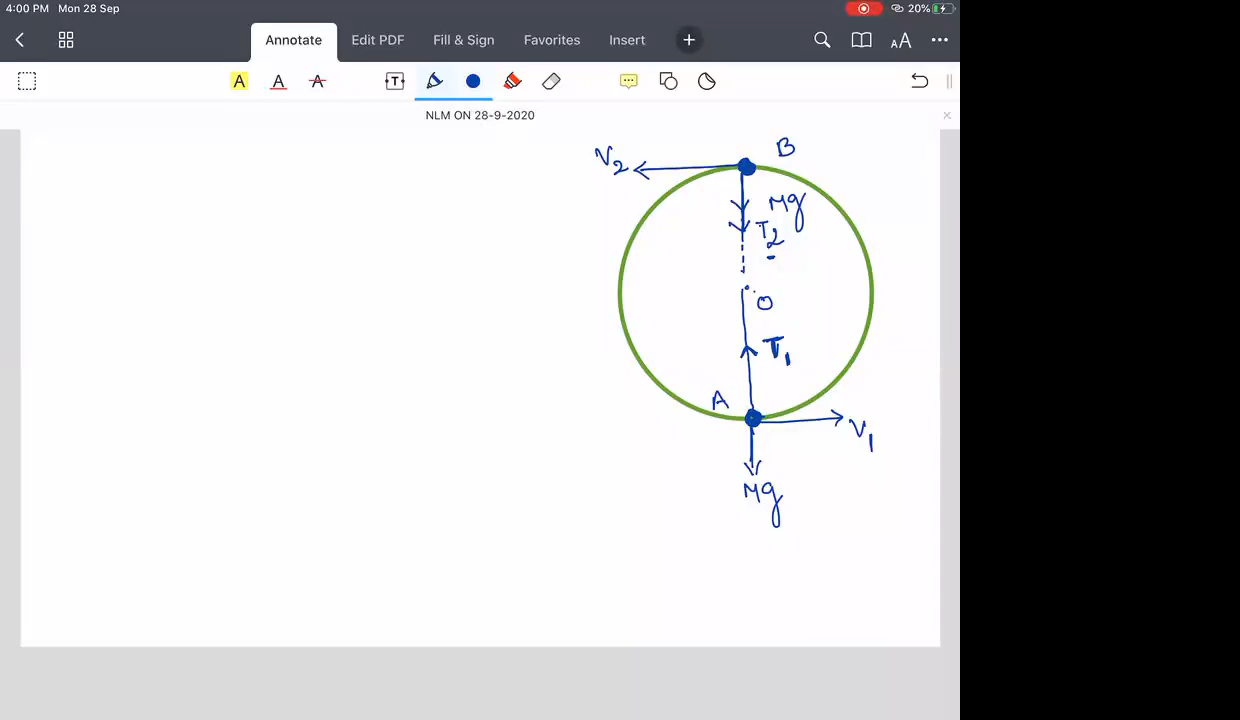 4:00 PM Mon 28 Sep
20%
Annotate Edit PDF Fill & Sign Favorites Insert
AA
A A A T
NLM ON 28-9-2020
B
V2
Mg
T2
O
T1
A
V1
Mg